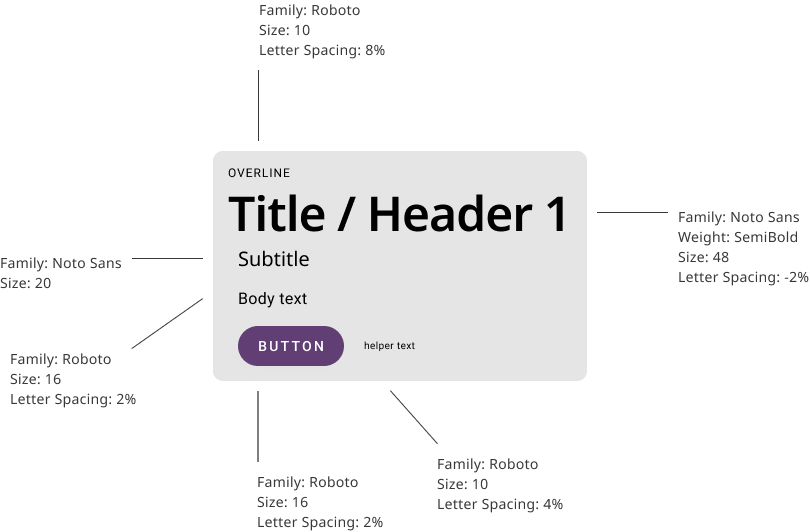 Family: Roboto
Size: 10
Letter Spacing: 8%
OVERLINE
Title / Header 1
Subtitle
Body text
BUTTON
helper text
Family: Noto Sans
Weight: SemiBold
Size: 48
Letter Spacing: -2%
Family: Noto Sans
Size: 20
Family: Roboto
Size: 16
Letter Spacing: 2%
Family: Roboto
Size: 16
Letter Spacing: 2%
Family: Roboto
Size: 10
Letter Spacing: 4%